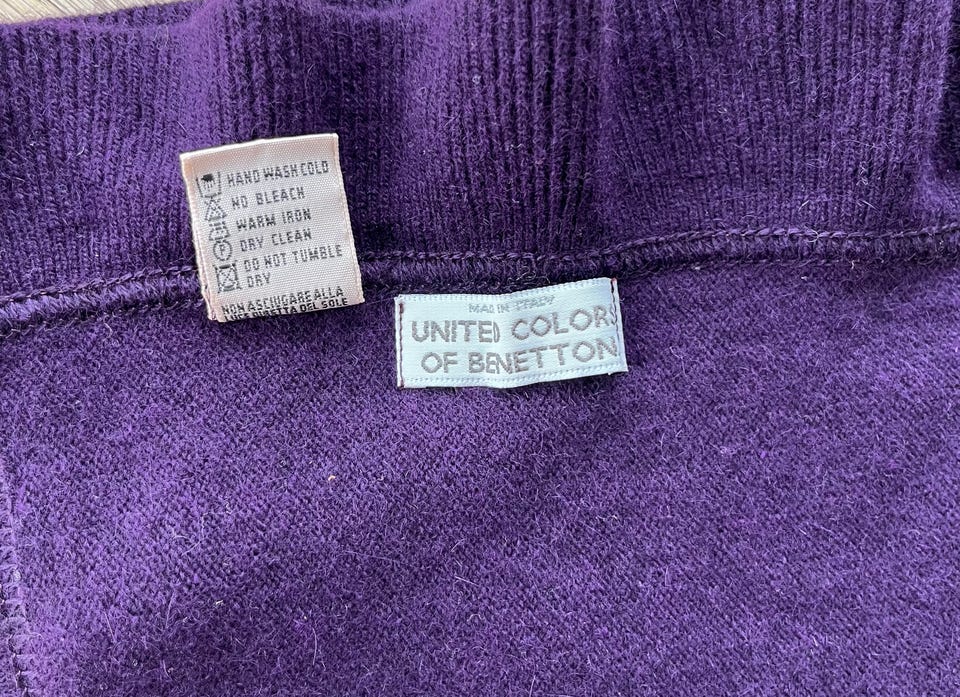 HAND WASH COLD
NO BLEACH
WARM IRON
DRY CLEAN
DO NOT TUMBLE
DRY
NON ASCIUGARE ALLA
LUCE DIRETTA DEL SOLE
MADE IN ITALY
UNITED COLORS
OF BENETTON